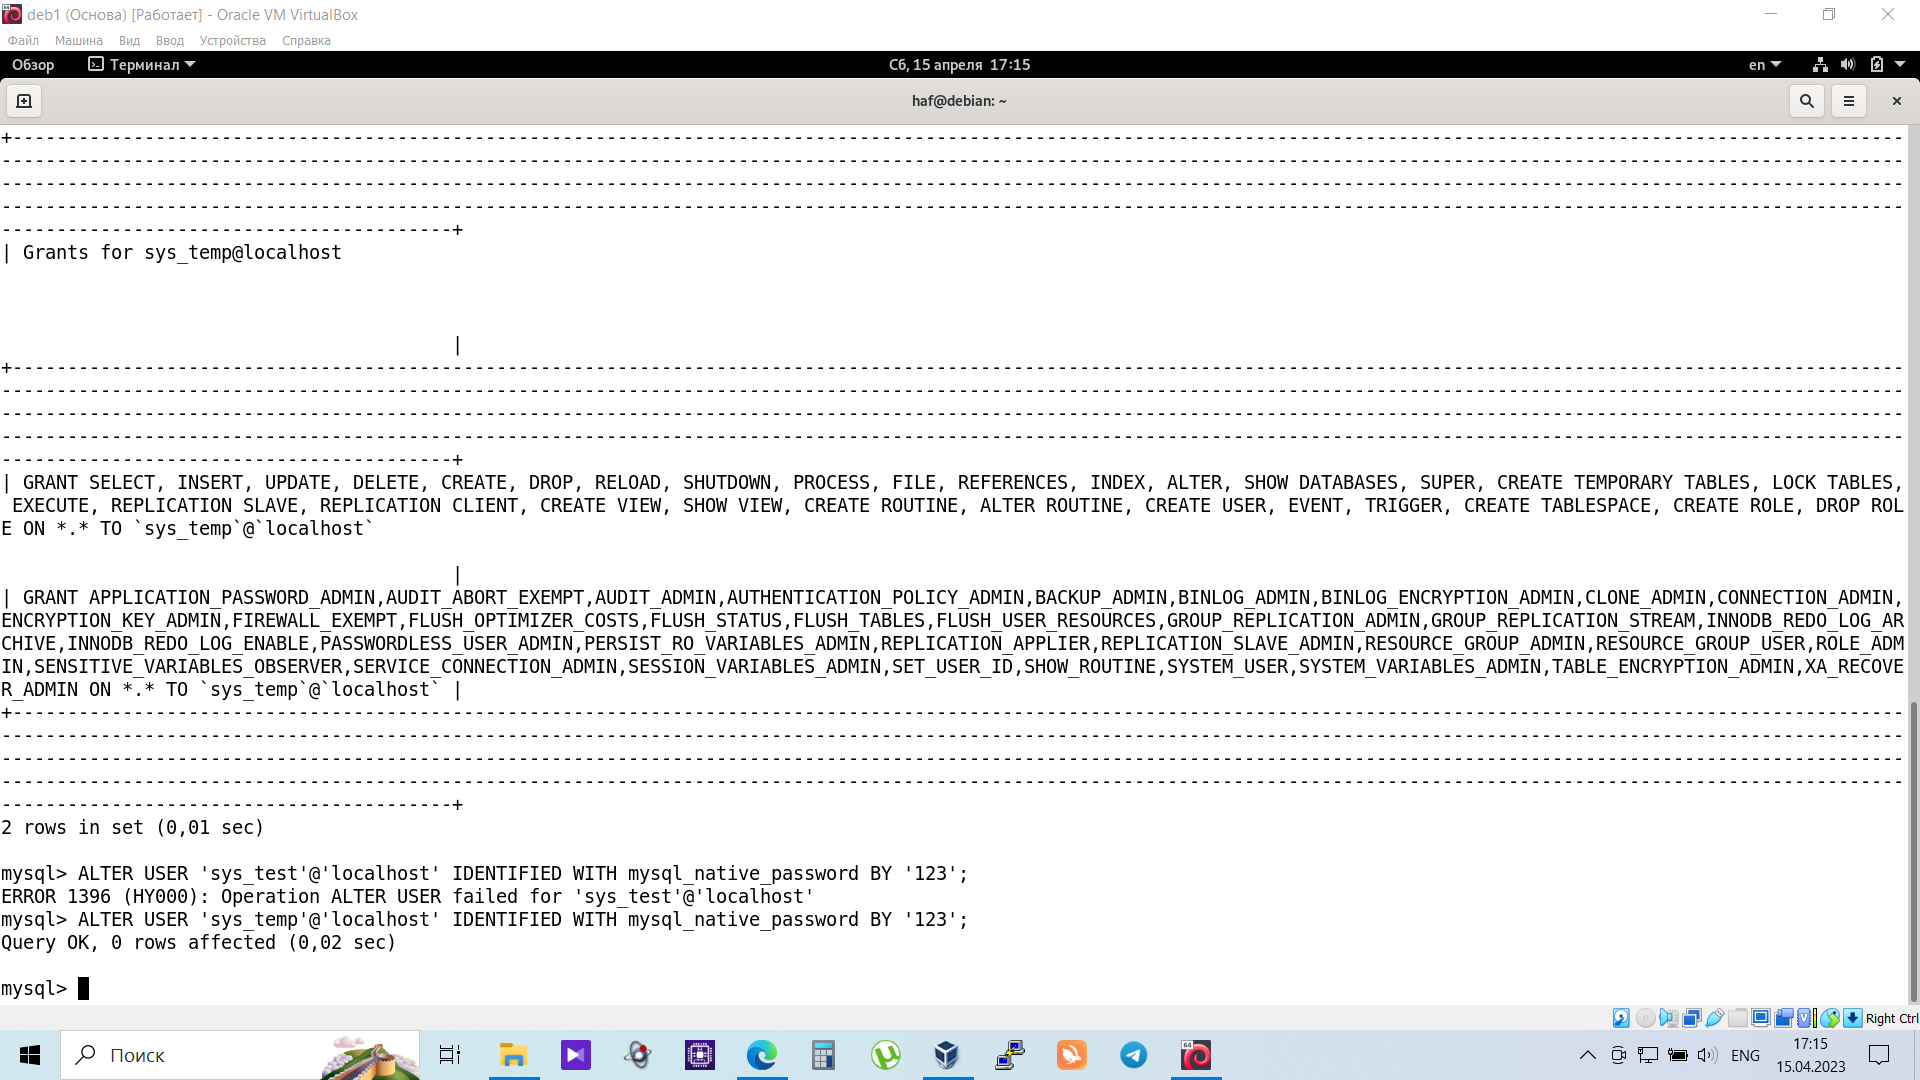 deb1 (Основа) [Работает] - Oracle VM VirtualBox
Файл Машина Вид Ввод Устройства Справка
Обзор Терминал Сб, 15 апреля 17:15 en
haf@debian: ~
+----------------------------------------------------------------------------------------------------------------------------------------------------------------------------
-----------------------------------------------------------------------------------------------------------------------------------------------------------------------------
-----------------------------------------------------------------------------------------------------------------------------------------------------------------------------
-----------------------------------------------------------------------------------------------------------------------------------------------------------------------------
-----------------------------------------+
| Grants for sys_temp@localhost
|
+----------------------------------------------------------------------------------------------------------------------------------------------------------------------------
-----------------------------------------------------------------------------------------------------------------------------------------------------------------------------
-----------------------------------------------------------------------------------------------------------------------------------------------------------------------------
-----------------------------------------------------------------------------------------------------------------------------------------------------------------------------
-----------------------------------------+
| GRANT SELECT, INSERT, UPDATE, DELETE, CREATE, DROP, RELOAD, SHUTDOWN, PROCESS, FILE, REFERENCES, INDEX, ALTER, SHOW DATABASES, SUPER, CREATE TEMPORARY TABLES, LOCK TABLES,
EXECUTE, REPLICATION SLAVE, REPLICATION CLIENT, CREATE VIEW, SHOW VIEW, CREATE ROUTINE, ALTER ROUTINE, CREATE USER, EVENT, TRIGGER, CREATE TABLESPACE, CREATE ROLE, DROP ROL
E ON *.* TO `sys_temp`@`localhost`
|
| GRANT APPLICATION_PASSWORD_ADMIN,AUDIT_ABORT_EXEMPT,AUDIT_ADMIN,AUTHENTICATION_POLICY_ADMIN,BACKUP_ADMIN,BINLOG_ADMIN,BINLOG_ENCRYPTION_ADMIN,CLONE_ADMIN,CONNECTION_ADMIN,
ENCRYPTION_KEY_ADMIN,FIREWALL_EXEMPT,FLUSH_OPTIMIZER_COSTS,FLUSH_STATUS,FLUSH_TABLES,FLUSH_USER_RESOURCES,GROUP_REPLICATION_ADMIN,GROUP_REPLICATION_STREAM,INNODB_REDO_LOG_AR
CHIVE,INNODB_REDO_LOG_ENABLE,PASSWORDLESS_USER_ADMIN,PERSIST_RO_VARIABLES_ADMIN,REPLICATION_APPLIER,REPLICATION_SLAVE_ADMIN,RESOURCE_GROUP_ADMIN,RESOURCE_GROUP_USER,ROLE_ADM
IN,SENSITIVE_VARIABLES_OBSERVER,SERVICE_CONNECTION_ADMIN,SESSION_VARIABLES_ADMIN,SET_USER_ID,SHOW_ROUTINE,SYSTEM_USER,SYSTEM_VARIABLES_ADMIN,TABLE_ENCRYPTION_ADMIN,XA_RECOVE
R_ADMIN ON *.* TO `sys_temp`@`localhost` |
+----------------------------------------------------------------------------------------------------------------------------------------------------------------------------
-----------------------------------------------------------------------------------------------------------------------------------------------------------------------------
-----------------------------------------------------------------------------------------------------------------------------------------------------------------------------
-----------------------------------------------------------------------------------------------------------------------------------------------------------------------------
-----------------------------------------+
2 rows in set (0,01 sec)
mysql> ALTER USER 'sys_test'@'localhost' IDENTIFIED WITH mysql_native_password BY '123';
ERROR 1396 (HY000): Operation ALTER USER failed for 'sys_test'@'localhost'
mysql> ALTER USER 'sys_temp'@'localhost' IDENTIFIED WITH mysql_native_password BY '123';
Query OK, 0 rows affected (0,02 sec)
mysql>
Right Ctrl
Поиск
ENG
17:15
15.04.2023